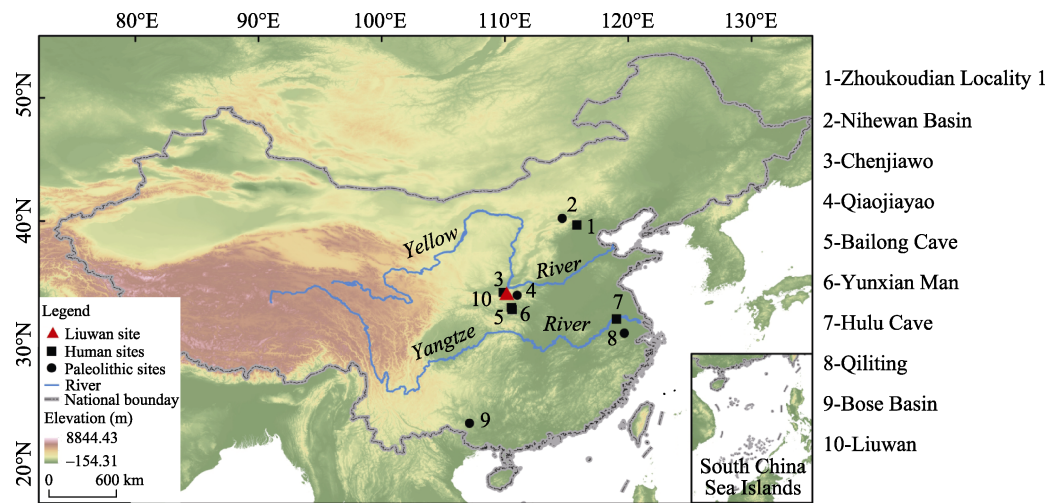 80°E 90°E 100°E 110°E 120°E 130°E
50°N
40°N
30°N
20°N
2
1
Yellow
River
3
4
10
5
6
7
River
Yangtze
8
9
Legend
Liuwan site
Human sites
Paleolithic sites
River
National bounday
Elevation (m)
8844.43
−154.31
0 600 km
South China
Sea Islands
1-Zhoukoudian Locality 1
2-Nihewan Basin
3-Chenjiawo
4-Qiaojiayao
5-Bailong Cave
6-Yunxian Man
7-Hulu Cave
8-Qiliting
9-Bose Basin
10-Liuwan